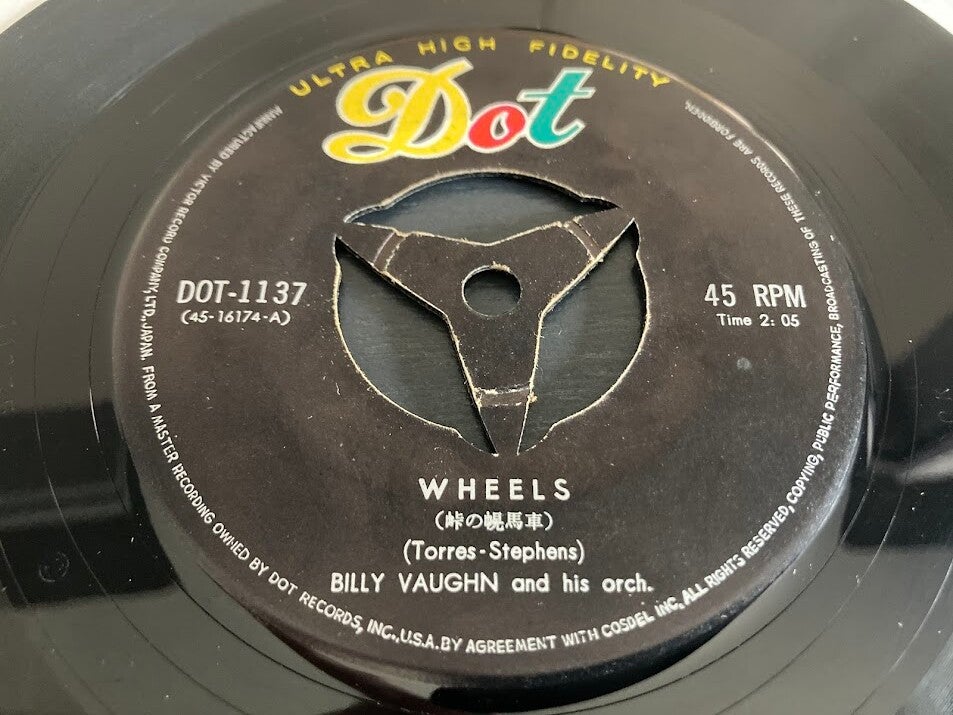 ULTRA HIGH FIDELITY
Dot
DOT-1137
(45-16174-A)
45 RPM
Time 2: 05
WHEELS
(峠の幌馬車)
(Torres-Stephens)
BILLY VAUGHN and his orch.
MANUFACTURED BY VICTOR RECORD COMPANY, LTD., JAPAN. FROM A MASTER RECORDING OWNED BY DOT RECORDS, INC., U.S.A. BY AGREEMENT WITH COSDEL INC. ALL RIGHTS RESERVED, COPYING, PUBLIC PERFORMANCE, BROADCASTING OF THESE RECORDS ARE FORBIDDEN.